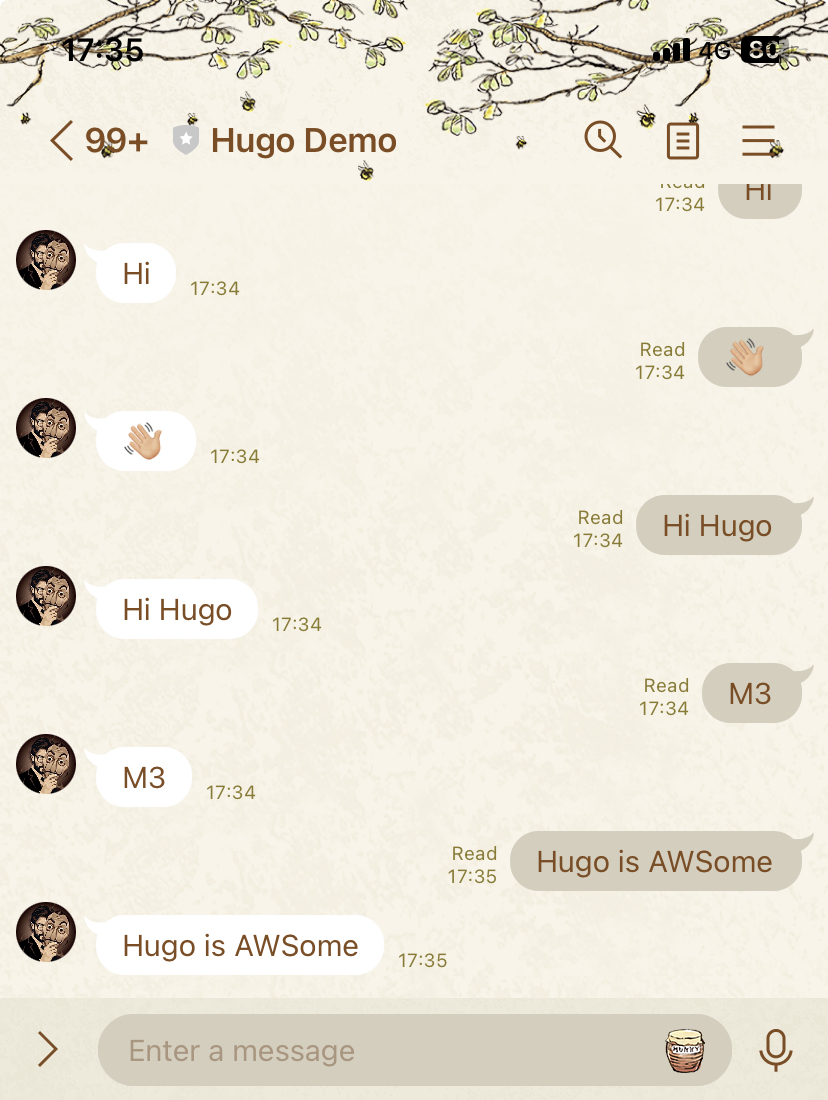 17:35
4G 80
99+ Hugo Demo
Read
17:34
Hi
Hi
17:34
Read
17:34
👋🏼
👋🏼
17:34
Read
17:34
Hi Hugo
Hi Hugo
17:34
Read
17:34
M3
M3
17:34
Read
17:35
Hugo is AWSome
Hugo is AWSome
17:35
Enter a message
HUNNY